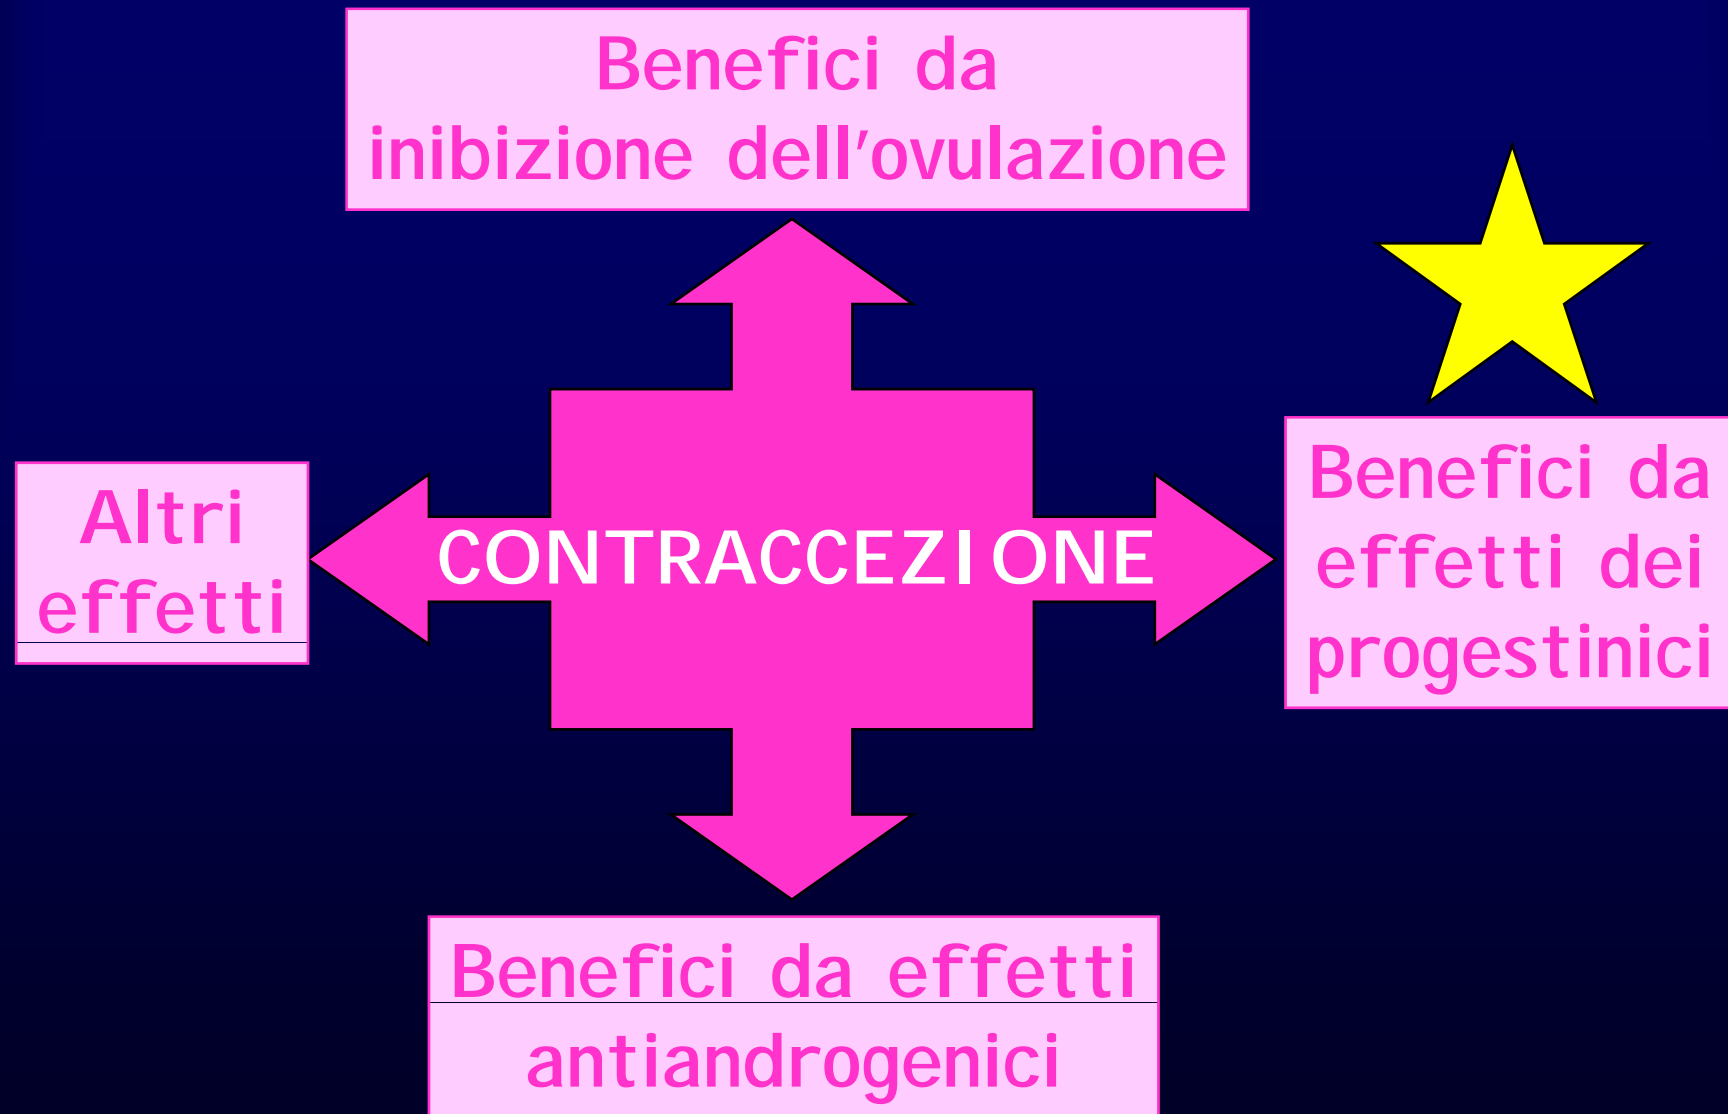 Benefici da
inibizione dell'ovulazione
Altri
effetti
CONTRACCEZIONE
Benefici da
effetti dei
progestinici
Benefici da effetti
antiandrogenici